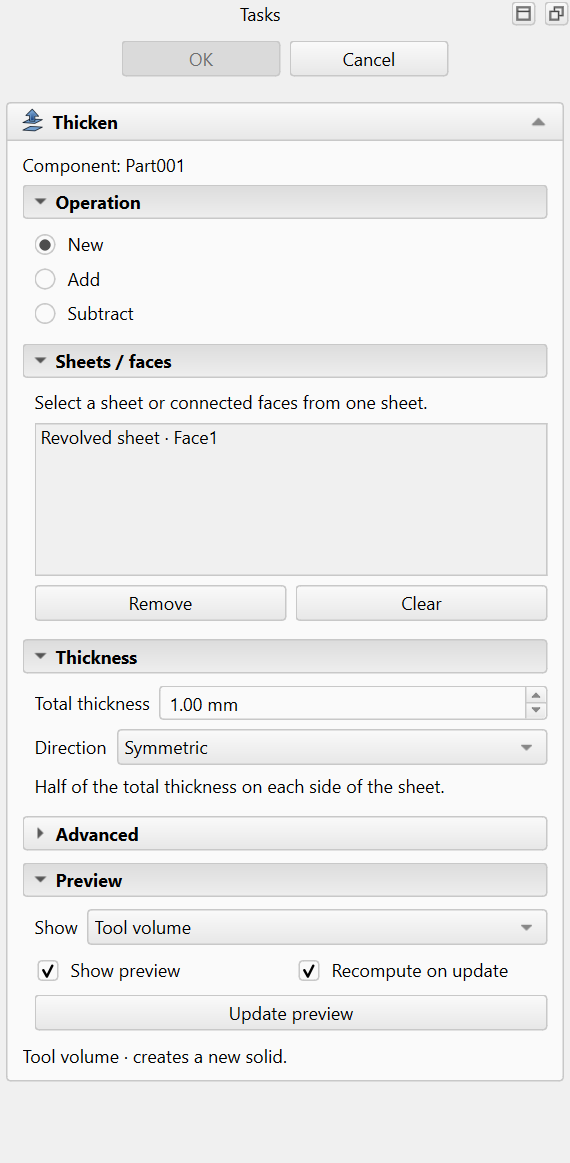 Tasks
OK Cancel
Thicken
Component: Part001
Operation
New
Add
Subtract
Sheets / faces
Select a sheet or connected faces from one sheet.
Revolved sheet · Face1
Remove Clear
Thickness
Total thickness 1.00 mm
Direction Symmetric
Half of the total thickness on each side of the sheet.
Advanced
Preview
Show Tool volume
Show preview Recompute on update
Update preview
Tool volume · creates a new solid.